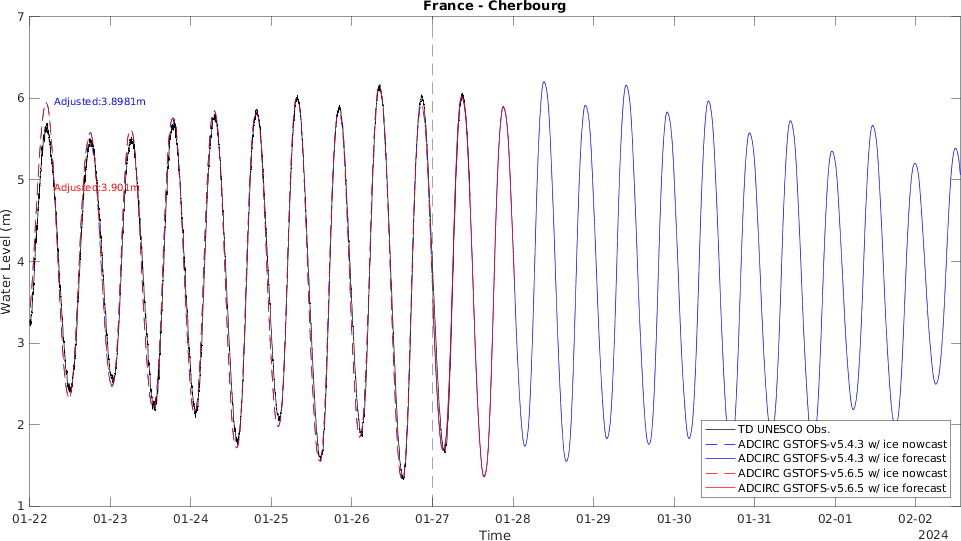 France - Cherbourg
7
6
5
4
3
2
1
Water Level (m)
Adjusted:3.8981m
Adjusted:3.901m
TD UNESCO Obs.
ADCIRC GSTOFS-v5.4.3 w/ ice nowcast
ADCIRC GSTOFS-v5.4.3 w/ ice forecast
ADCIRC GSTOFS-v5.6.5 w/ ice nowcast
ADCIRC GSTOFS-v5.6.5 w/ ice forecast
01-22 01-23 01-24 01-25 01-26 01-27 01-28 01-29 01-30 01-31 02-01 02-02
Time
2024